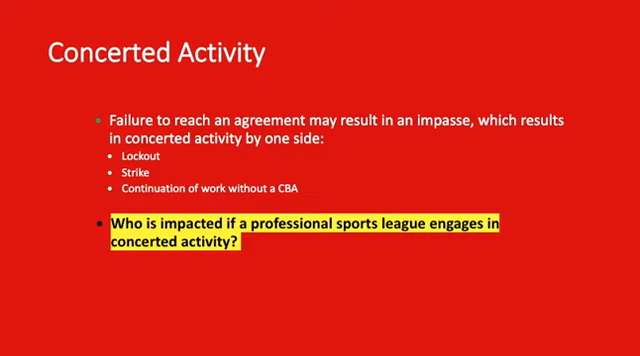 Concerted Activity
• Failure to reach an agreement may result in an impasse, which results
in concerted activity by one side:
• Lockout
• Strike
• Continuation of work without a CBA
• Who is impacted if a professional sports league engages in
concerted activity?